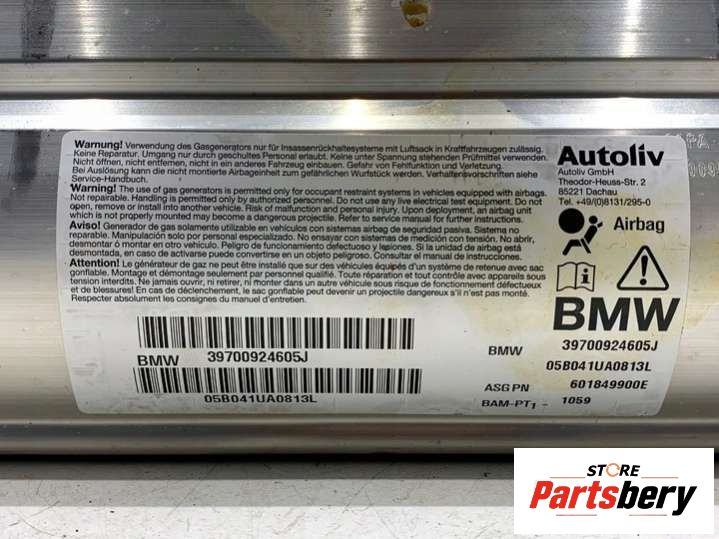 Warnung! Verwendung des Gasgenerators nur für Insassenrückhaltesysteme mit Luftsack in Kraftfahrzeugen zulässig.
Keine Reparatur. Umgang nur durch geschultes Personal erlaubt. Keine unter Spannung stehenden Prüfmittel verwenden.
Nicht öffnen, nicht entfernen, nicht in ein anderes Fahrzeug einbauen. Gefahr von Fehlfunktion und Verletzung.
Bei Auslösung kann die nicht montierte Airbageinheit zum gefährlichen Wurfstück werden. Verhaltensvorschriften siehe
Service-Handbuch.
Warning! The use of gas generators is permitted only for occupant restraint systems in vehicles equipped with airbags.
Not repairable. Handling is permitted only by authorized personnel. Do not use any live electrical test equipment. Do not
open, remove or install into another vehicle. Risk of malfunction and personal injury. Upon deployment, an airbag unit
which is not properly mounted may become a dangerous projectile. Refer to service manual for further instructions.
Aviso! Generador de gas solamente utilizable en vehículos con sistemas de airbag de seguridad pasiva. Sin
reparable. Manipulación solo por personal especializado. No ensayar con sistemas de medición con tensión. No abrir,
desmontar ó montar en otro vehículo. Peligro de funcionamiento defectuoso y lesiones. Si la unidad de airbag está
desmontada, en caso de activarse puede convertirse en un objeto peligroso. Consultar el manual de instrucciones.
Attention! Le générateur de gaz ne peut être installé que sur des véhicules équipés d'un système de retenue avec sac
gonflable. Montage et démontage seulement par personnel qualifié. Toute réparation et tout contrôle avec appareils sous
tension interdits. Ne jamais ouvrir, ni retirer, ni monter dans un autre véhicule sous risque de fonctionnement défectueux
et de blessures! En cas de déclenchement, le sac gonflable peut devenir un projectile dangereux s'il n'est pas monté.
Respecter absolument les consignes du manuel d'entretien.
Autoliv
Autoliv GmbH
Theodor-Heuss-Str. 2
85221 Dachau
Tel. +49/(0)8131/295-0
Airbag
BMW
BMW 39700924605J
05B041UA0813L
BMW 39700924605J
05B041UA0813L
ASG PN 601849900E
BAM-PT1 - 1059
STORE
Partsbery